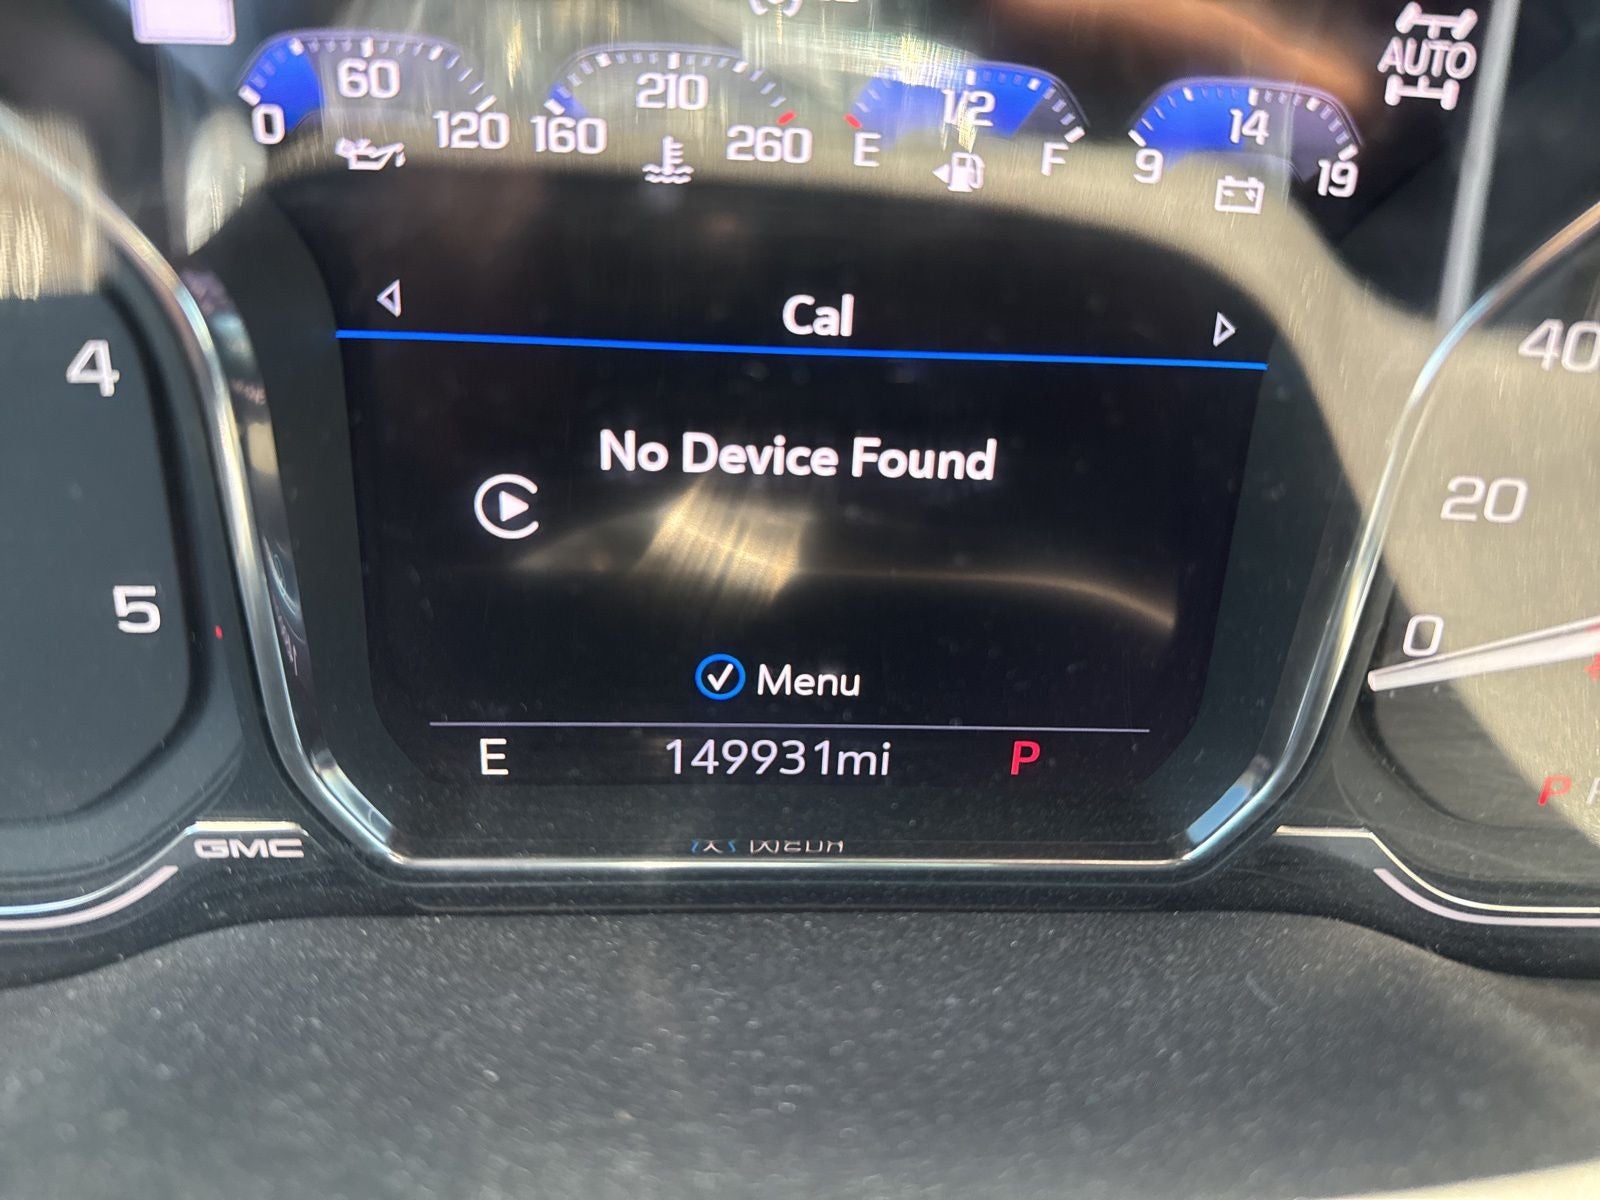 AUTO
0 60 120
160 210 260
E 1/2 F
9 14 19
Cal
No Device Found
Menu
E 149931mi P
4
5
40
20
0
P
GMC